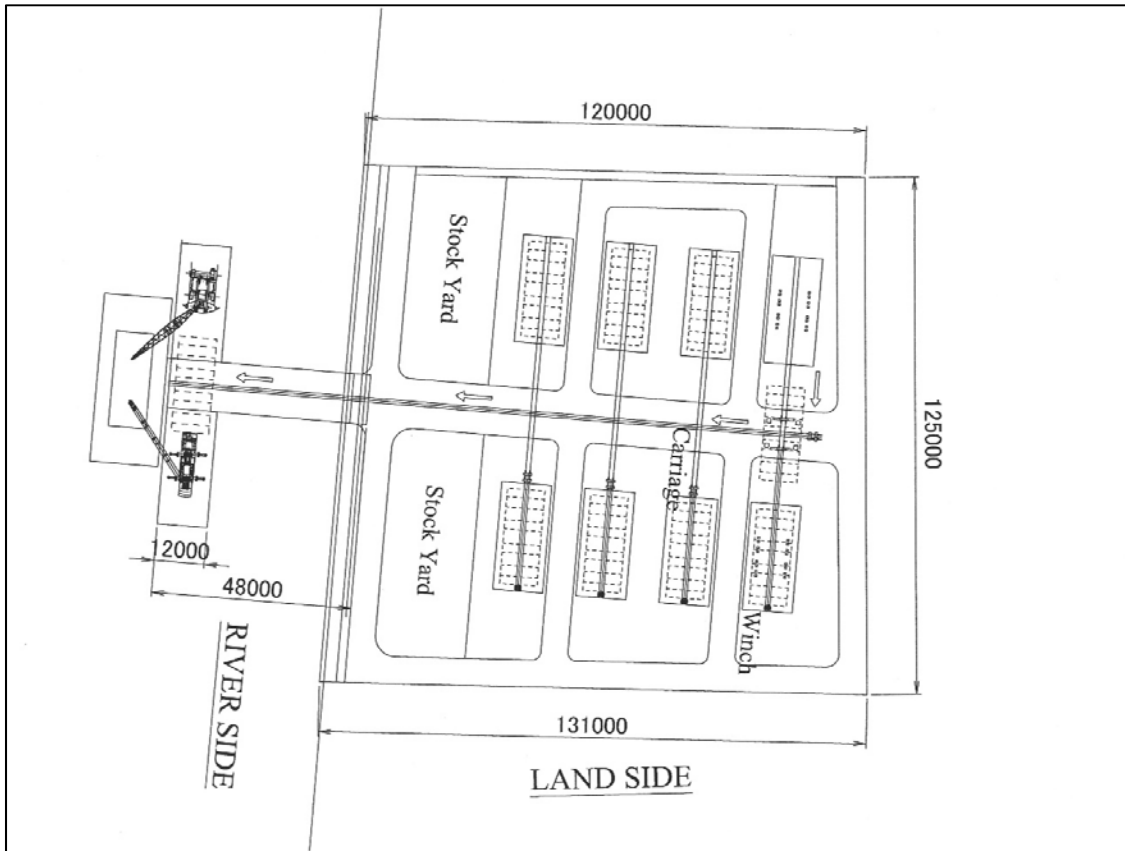 120000
Stock Yard
Stock Yard
Carriage
Winch
125000
12000
48000
131000
RIVER SIDE
LAND SIDE